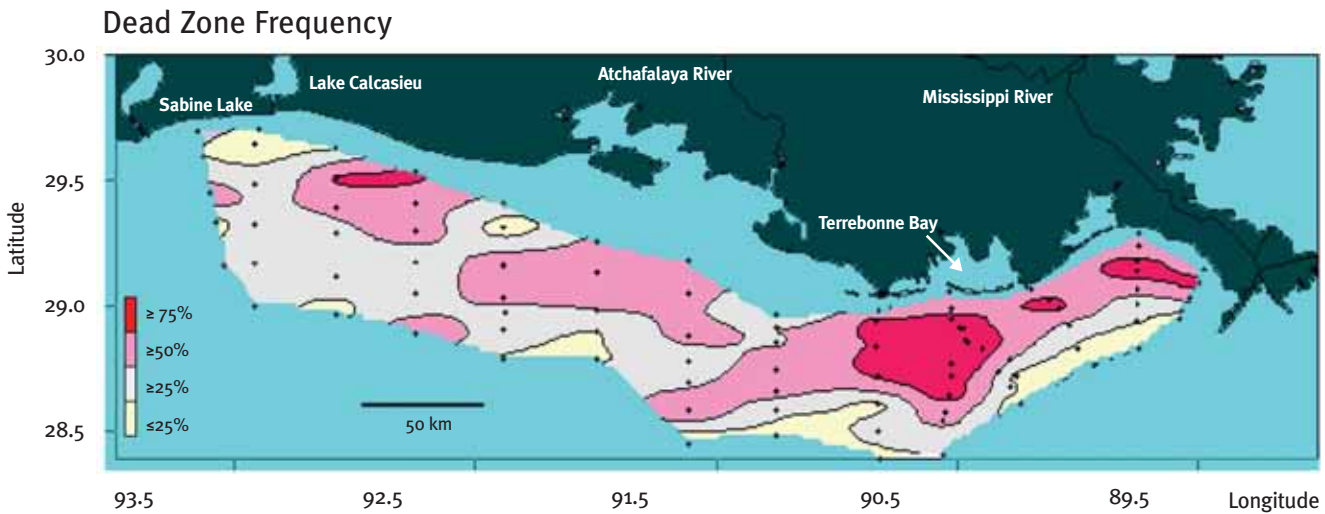 Dead Zone Frequency
30.0
Lake Calcasieu
Atchafalaya River
Sabine Lake
Mississippi River
29.5
Latitude
Terrebonne Bay
29.0
≥ 75%
≥50%
≥25%
≤25%
50 km
28.5
93.5 92.5 91.5 90.5 89.5 Longitude